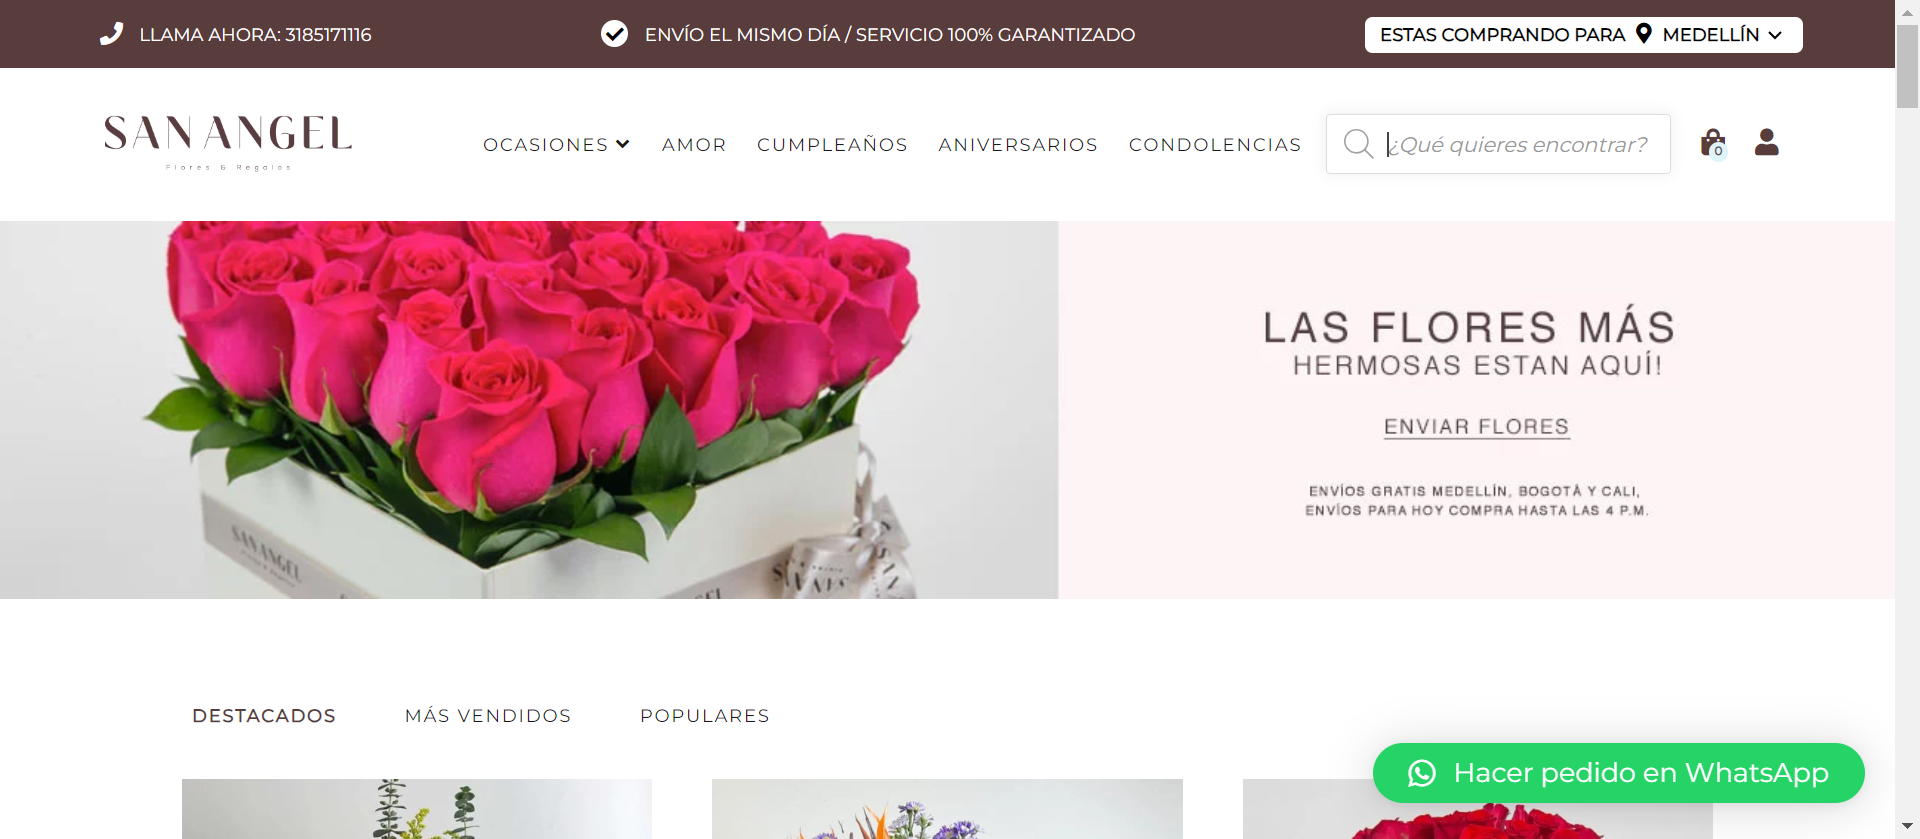 LLAMA AHORA: 3185171116
ENVÍO EL MISMO DÍA / SERVICIO 100% GARANTIZADO
ESTAS COMPRANDO PARA MEDELLÍN
SAN ANGEL
Flores & Regalos
OCASIONES
AMOR
CUMPLEAÑOS
ANIVERSARIOS
CONDOLENCIAS
¿Qué quieres encontrar?
0
LAS FLORES MÁS
HERMOSAS ESTAN AQUÍ!
ENVIAR FLORES
ENVÍOS GRATIS MEDELLÍN, BOGOTÁ Y CALI,
ENVÍOS PARA HOY COMPRA HASTA LAS 4 P.M.
SAN ANGEL
DESTACADOS
MÁS VENDIDOS
POPULARES
Hacer pedido en WhatsApp